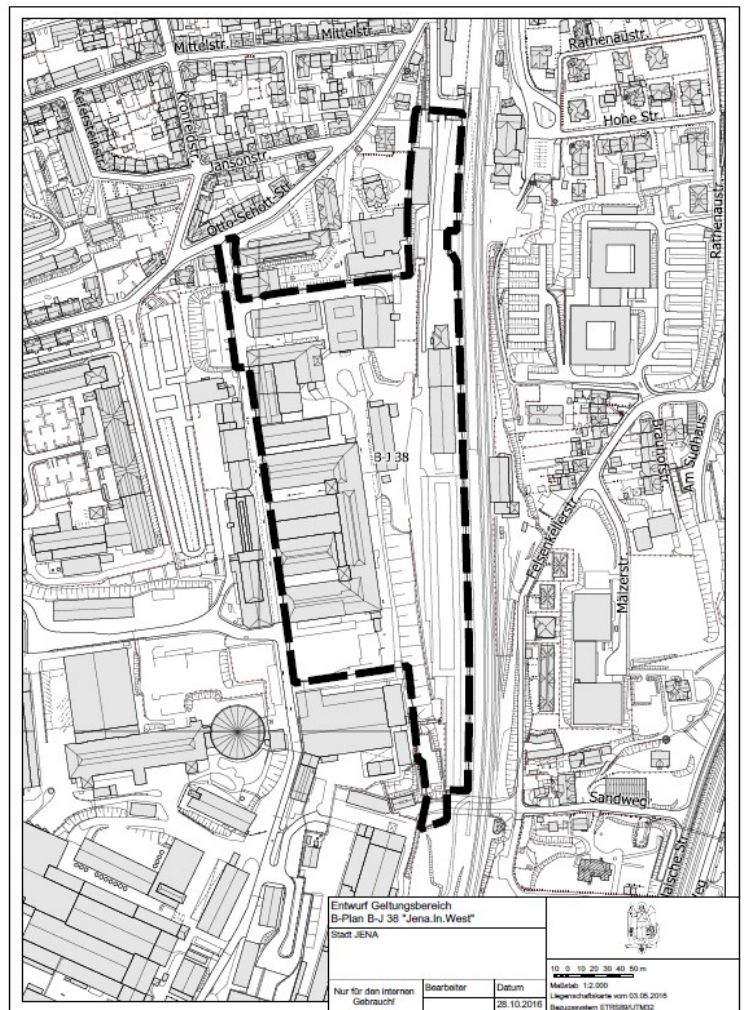 Mittelstr.
Mittelstr.
Rathenaustr.
Hohe Str.
Jansonstr.
Otto-Schott-Str.
Rathenaustr.
B-J 38
Am Sudhaus
Felsenkellerstr.
Mälzerstr.
Sandweg
Entwurf Geltungsbereich
B-Plan B-J 38 "Jena.In.West"
Stadt JENA
Nur für den internen
Gebrauch!
Bearbeiter
Datum
28.10.2016
10 0 10 20 30 40 50 m
Maßstab 1:2.000
Liegenschaftskarte vom 03.05.2016
Bezugssystem ETRS89/UTM32